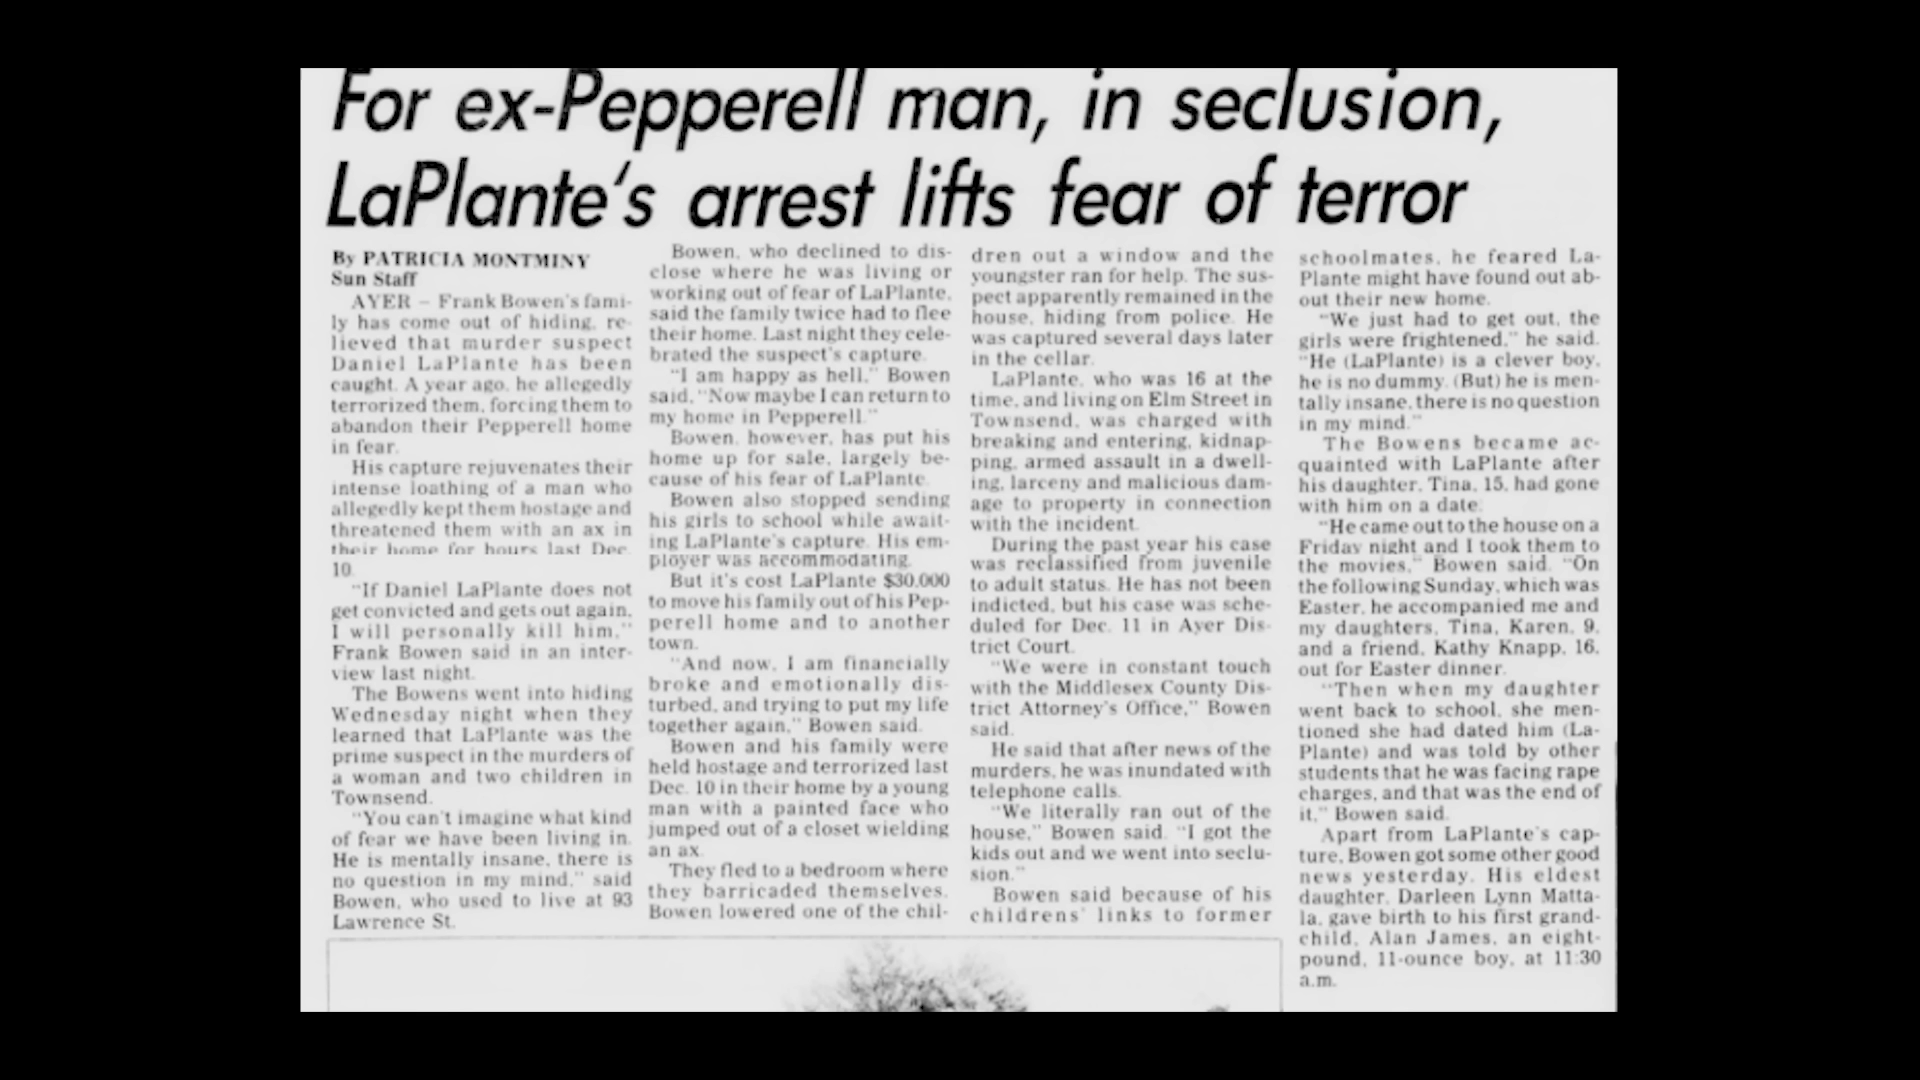 For ex-Pepperell man, in seclusion,
LaPlante's arrest lifts fear of terror
By PATRICIA MONTMINY
Sun Staff
AYER – Frank Bowen's fami-
ly has come out of hiding, re-
lieved that murder suspect
Daniel LaPlante has been
caught. A year ago, he allegedly
terrorized them, forcing them to
abandon their Pepperell home
in fear.
His capture rejuvenates their
intense loathing of a man who
allegedly kept them hostage and
threatened them with an ax in
their home for hours last Dec.
10.
"If Daniel LaPlante does not
get convicted and gets out again,
I will personally kill him,"
Frank Bowen said in an inter-
view last night.
The Bowens went into hiding
Wednesday night when they
learned that LaPlante was the
prime suspect in the murders of
a woman and two children in
Townsend.
"You can't imagine what kind
of fear we have been living in.
He is mentally insane, there is
no question in my mind," said
Bowen, who used to live at 93
Lawrence St.
Bowen, who declined to dis-
close where he was living or
working out of fear of LaPlante,
said the family twice had to flee
their home. Last night they cele-
brated the suspect's capture.
"I am happy as hell," Bowen
said, "Now maybe I can return to
my home in Pepperell."
Bowen, however, has put his
home up for sale, largely be-
cause of his fear of LaPlante.
Bowen also stopped sending
his girls to school while await-
ing LaPlante's capture. His em-
ployer was accommodating.
But it's cost LaPlante $30,000
to move his family out of his Pep-
perell home and to another
town.
"And now, I am financially
broke and emotionally dis-
turbed, and trying to put my life
together again," Bowen said.
Bowen and his family were
held hostage and terrorized last
Dec. 10 in their home by a young
man with a painted face who
jumped out of a closet wielding
an ax.
They fled to a bedroom where
they barricaded themselves.
Bowen lowered one of the chil-
dren out a window and the
youngster ran for help. The sus-
pect apparently remained in the
house, hiding from police. He
was captured several days later
in the cellar.
LaPlante, who was 16 at the
time, and living on Elm Street in
Townsend, was charged with
breaking and entering, kidnap-
ping, armed assault in a dwell-
ing, larceny and malicious dam-
age to property in connection
with the incident.
During the past year his case
was reclassified from juvenile
to adult status. He has not been
indicted, but his case was sche-
duled for Dec. 11 in Ayer Dis-
trict Court.
"We were in constant touch
with the Middlesex County Dis-
trict Attorney's Office," Bowen
said.
He said that after news of the
murders, he was inundated with
telephone calls.
"We literally ran out of the
house," Bowen said. "I got the
kids out and we went into seclu-
sion."
Bowen said because of his
childrens' links to former
schoolmates, he feared La-
Plante might have found out ab-
out their new home.
"We just had to get out, the
girls were frightened," he said.
"He (LaPlante) is a clever boy,
he is no dummy. (But) he is men-
tally insane, there is no question
in my mind."
The Bowens became ac-
quainted with LaPlante after
his daughter, Tina, 15, had gone
with him on a date.
"He came out to the house on a
Friday night and I took them to
the movies," Bowen said. "On
the following Sunday, which was
Easter, he accompanied me and
my daughters, Tina, Karen, 9,
and a friend, Kathy Knapp, 16,
out for Easter dinner.
"Then when my daughter
went back to school, she men-
tioned she had dated him (La-
Plante) and was told by other
students that he was facing rape
charges, and that was the end of
it," Bowen said.
Apart from LaPlante's cap-
ture, Bowen got some other good
news yesterday. His eldest
daughter, Darleen Lynn Matta-
la, gave birth to his first grand-
child, Alan James, an eight-
pound, 11-ounce boy, at 11:30
a.m.